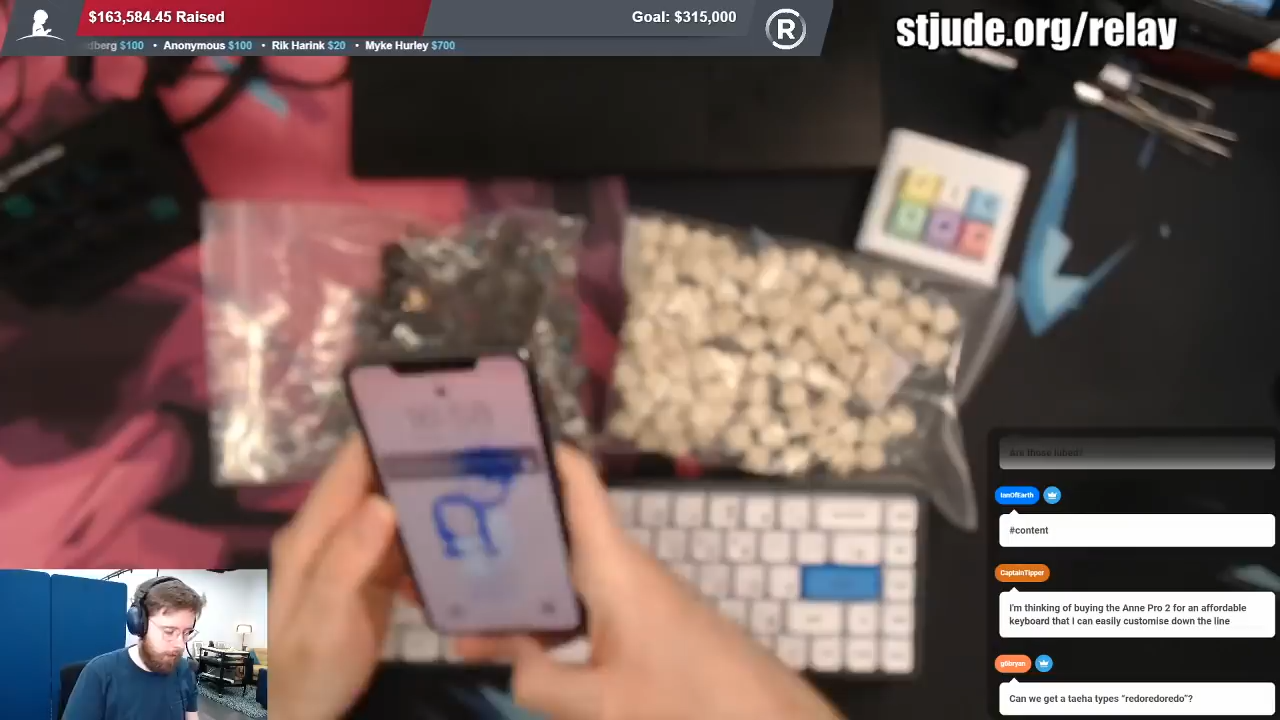 $163,584.45 Raised
Goal: $315,000
R
stjude.org/relay
dberg $100 • Anonymous $100 • Rik Harink $20 • Myke Hurley $700
Are those lubed?
IanOfEarth
#content
CaptainTipper
I'm thinking of buying the Anne Pro 2 for an affordable
keyboard that I can easily customise down the line
Can we get a taeha types “redoredoredo”?